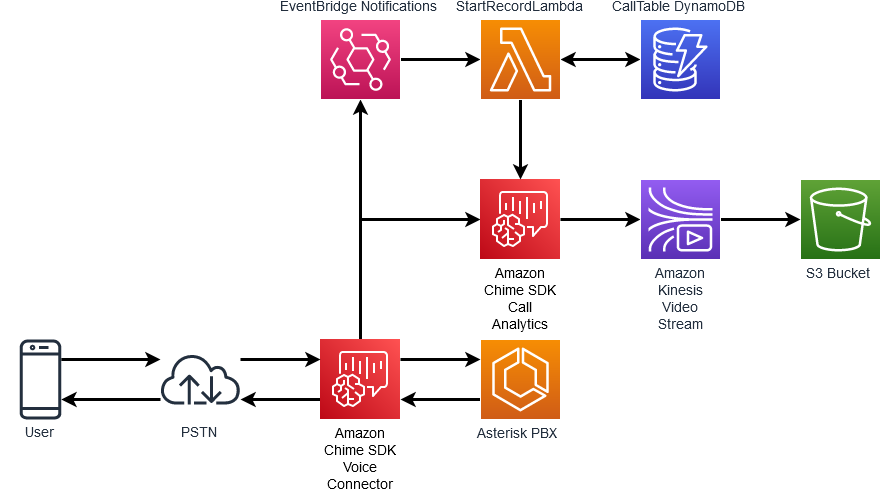 EventBridge Notifications
StartRecordLambda
CallTable DynamoDB
Amazon
Chime SDK
Call
Analytics
Amazon
Kinesis
Video
Stream
S3 Bucket
User
PSTN
Amazon
Chime SDK
Voice
Connector
Asterisk PBX